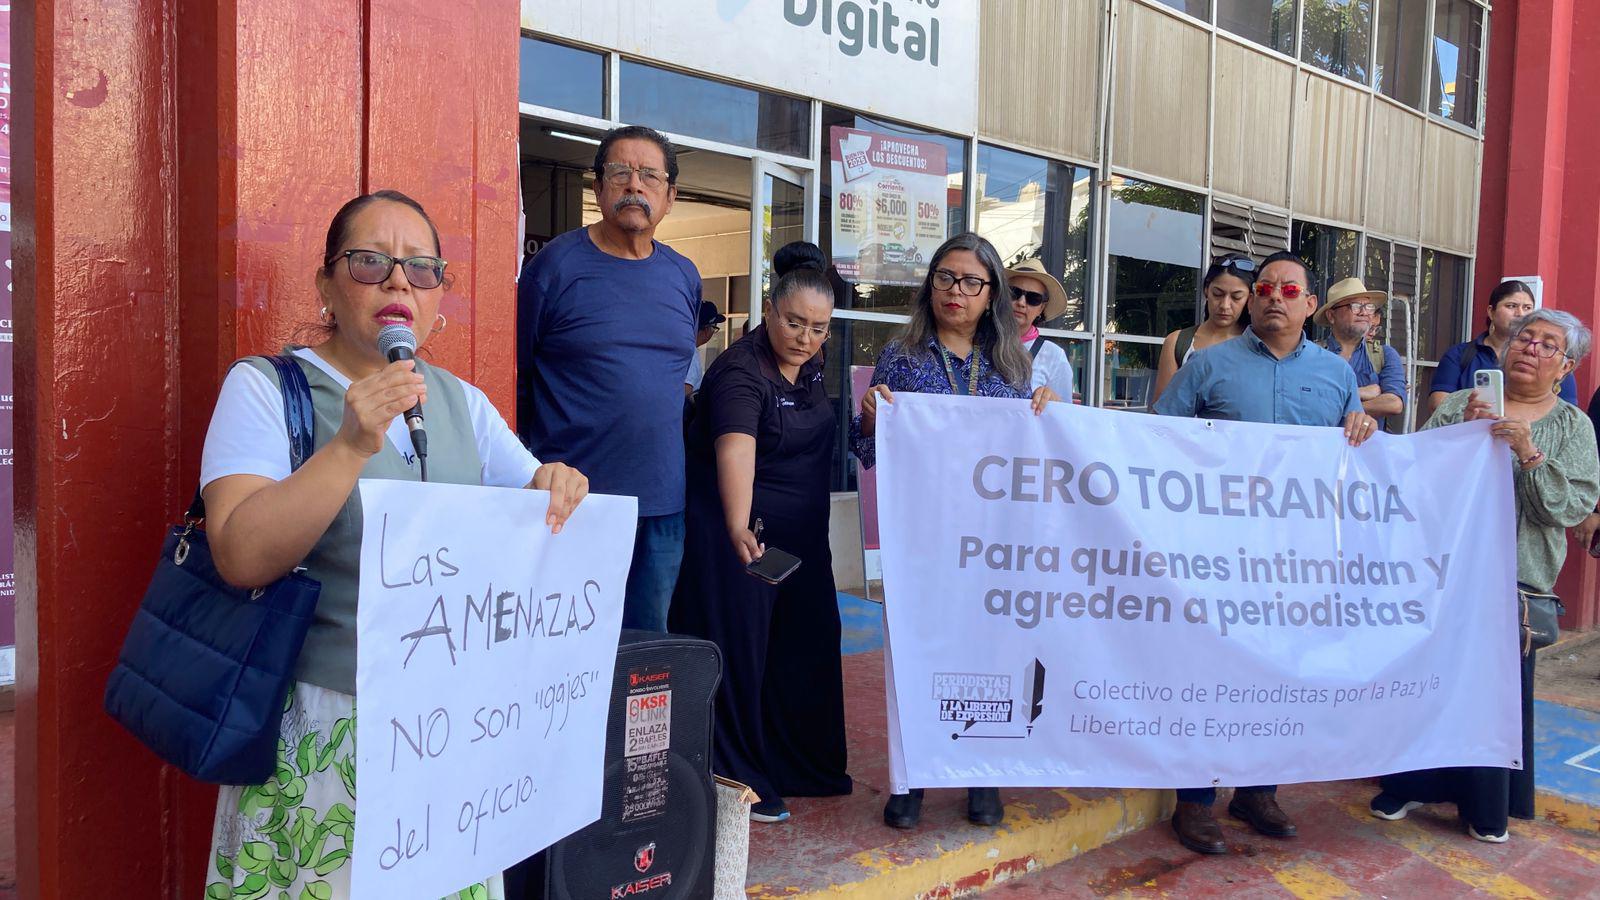 Digital
¡APROVECHA
LOS DESCUENTOS!
2026
80%
$6,000
50%
Las
AMENAZAS
NO son "gajes"
del oficio.
CERO TOLERANCIA
Para quienes intimidan y
agreden a periodistas
PERIODISTAS
POR LA PAZ
Y LA LIBERTAD
DE EXPRESIÓN
Colectivo de Periodistas por la Paz y la
Libertad de Expresión
KAISER
KSR
LINK
ENLAZA
2 BAFLES
KAISER